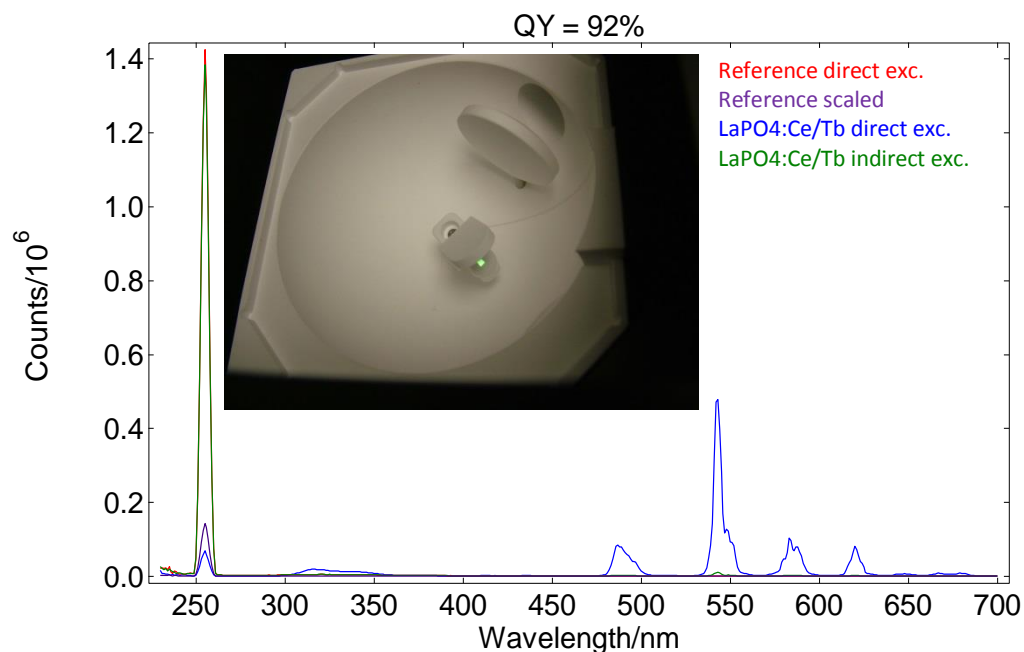 QY = 92%
Reference direct exc.
Reference scaled
LaPO4:Ce/Tb direct exc.
LaPO4:Ce/Tb indirect exc.
Counts/10^6
1.4
1.2
1.0
0.8
0.6
0.4
0.2
0.0
250 300 350 400 450 500 550 600 650 700
Wavelength/nm